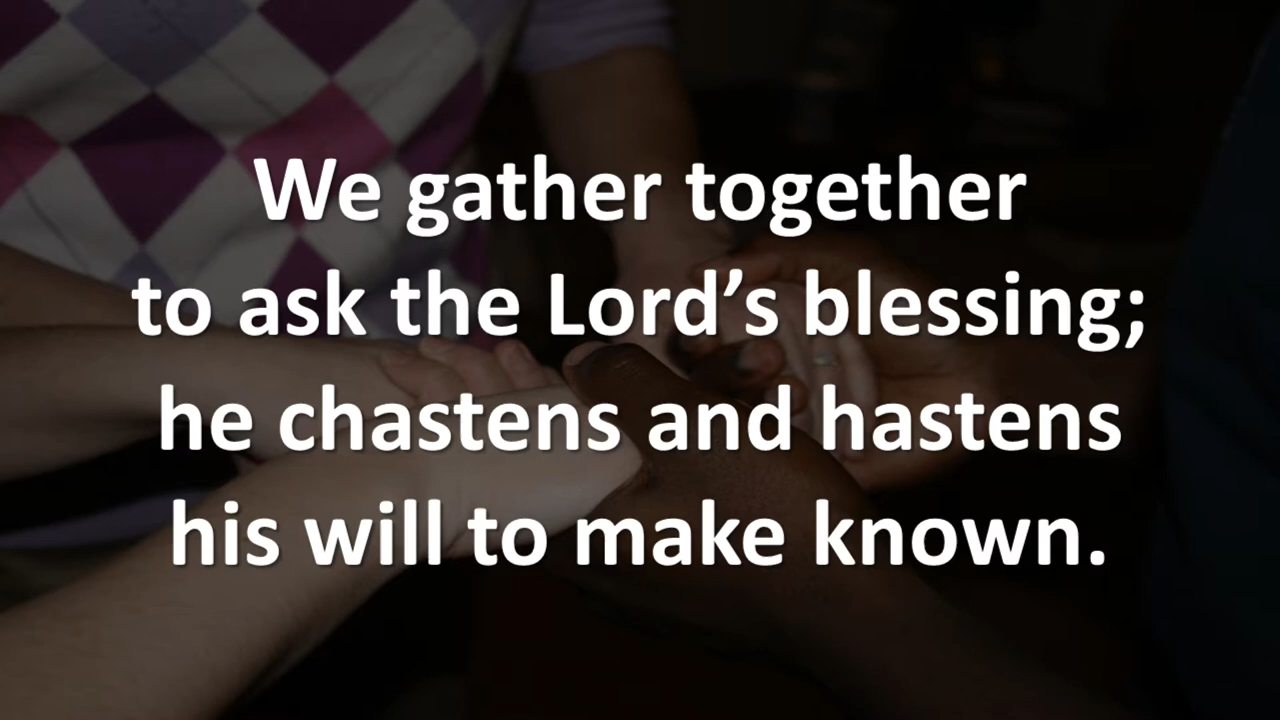 We gather together
to ask the Lord’s blessing;
he chastens and hastens
his will to make known.